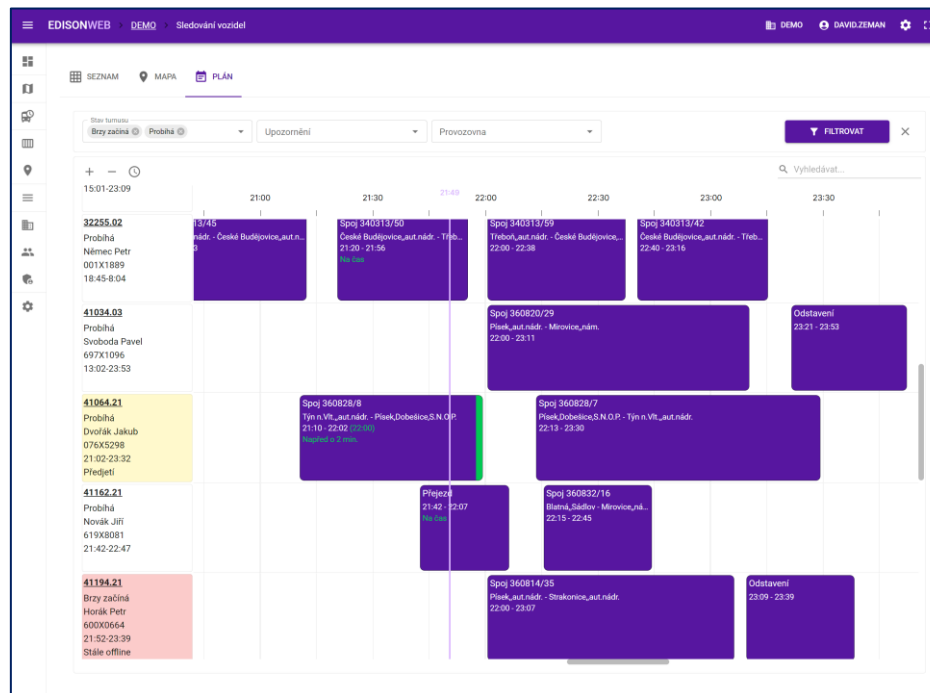 EDISONWEB DEMO Sledování vozidel DEMO DAVID.ZEMAN
SEZNAM MAPA PLÁN
Stav turnusu
Brzy začíná Probíhá Upozornění Provozovna FILTROVAT
Vyhledávat...
15:01-23:09
21:00 21:30 21:49 22:00 22:30 23:00 23:30
32255.02
Probíhá
Němec Petr
001X1889
18:45-8:04
13/45
nádr. - České Budějovice,,aut.n...
3
Spoj 340313/50
České Budějovice,,aut.nádr. - Třeb...
21:20 - 21:56
Na čas
Spoj 340313/59
Třeboň,,aut.nádr. - České Budějovice,...
22:00 - 22:38
Spoj 340313/42
České Budějovice,,aut.nádr. - Třeb...
22:40 - 23:16
41034.03
Probíhá
Svoboda Pavel
697X1096
13:02-23:53
Spoj 360820/29
Písek,,aut.nádr. - Mirovice,,nám.
22:00 - 23:11
Odstavení
23:21 - 23:53
41064.21
Probíhá
Dvořák Jakub
076X5298
21:02-23:32
Předjetí
Spoj 360828/8
Týn n.Vlt.,,aut.nádr. - Písek,Dobešice,S.N.O.P.
21:10 - 22:02 (22:00)
Napřed o 2 min.
Spoj 360828/7
Písek,Dobešice,S.N.O.P. - Týn n.Vlt.,,aut.nádr.
22:13 - 23:30
41162.21
Probíhá
Novák Jiří
619X8081
21:42-22:47
Přejezd
21:42 - 22:07
Na čas
Spoj 360832/16
Blatná,,Sádlov - Mirovice,,ná...
22:15 - 22:45
41194.21
Brzy začíná
Horák Petr
600X0664
21:52-23:39
Stále offline
Spoj 360814/35
Písek,,aut.nádr. - Strakonice,,aut.nádr.
22:00 - 23:07
Odstavení
23:09 - 23:39